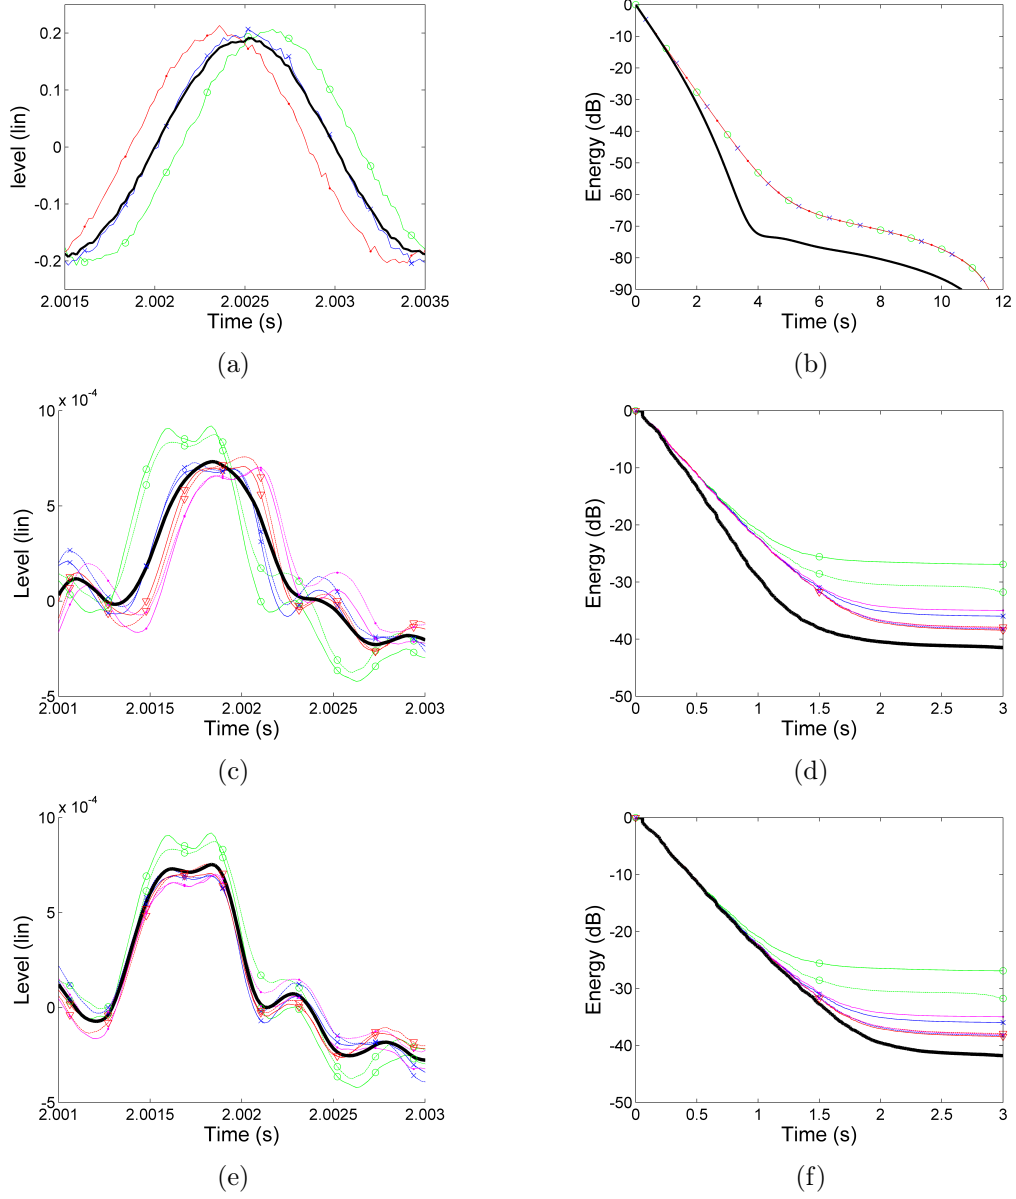 0.2
0.1
0
-0.1
-0.2
level (lin)
2.0015 2.002 2.0025 2.003 2.0035
Time (s)
(a)
0
-10
-20
-30
-40
-50
-60
-70
-80
-90
Energy (dB)
0 2 4 6 8 10 12
Time (s)
(b)
x 10⁻⁴
10
5
0
-5
Level (lin)
2.001 2.0015 2.002 2.0025 2.003
Time (s)
(c)
0
-10
-20
-30
-40
-50
Energy (dB)
0 0.5 1 1.5 2 2.5 3
Time (s)
(d)
x 10⁻⁴
10
5
0
-5
Level (lin)
2.001 2.0015 2.002 2.0025 2.003
Time (s)
(e)
0
-10
-20
-30
-40
-50
Energy (dB)
0 0.5 1 1.5 2 2.5 3
Time (s)
(f)